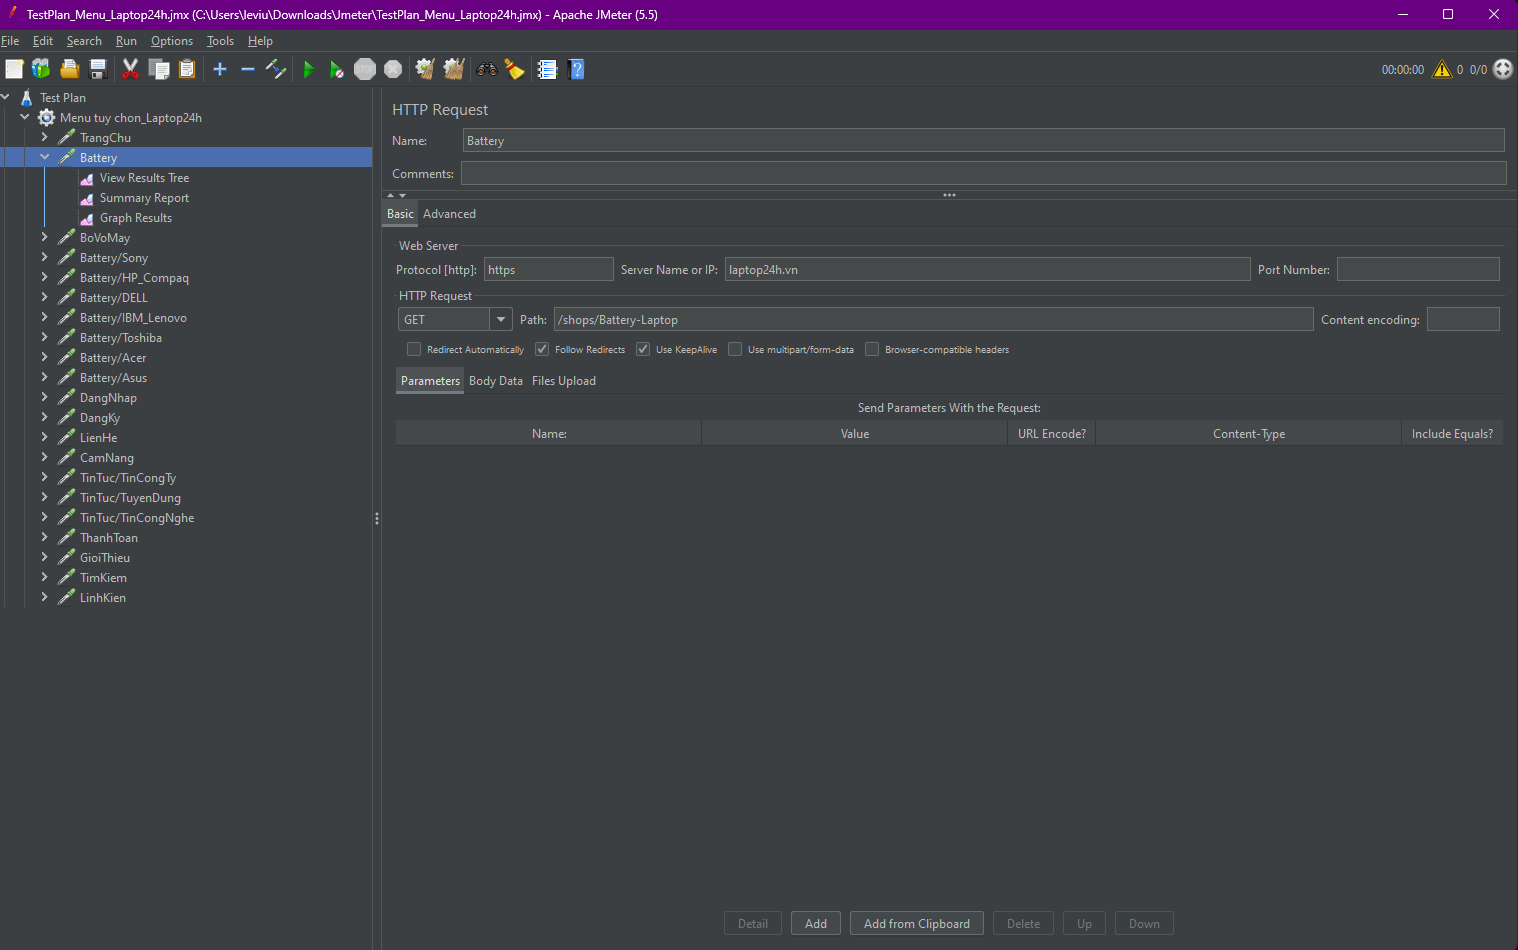 TestPlan_Menu_Laptop24h.jmx (C:\Users\leviu\Downloads\Jmeter\TestPlan_Menu_Laptop24h.jmx) - Apache JMeter (5.5)
File Edit Search Run Options Tools Help
00:00:00 0 0/0
Test Plan
Menu tuy chon_Laptop24h
TrangChu
Battery
View Results Tree
Summary Report
Graph Results
BoVoMay
Battery/Sony
Battery/HP_Compaq
Battery/DELL
Battery/IBM_Lenovo
Battery/Toshiba
Battery/Acer
Battery/Asus
DangNhap
DangKy
LienHe
CamNang
TinTuc/TinCongTy
TinTuc/TuyenDung
TinTuc/TinCongNghe
ThanhToan
GioiThieu
TimKiem
LinhKien
HTTP Request
Name: Battery
Comments:
Basic Advanced
Web Server
Protocol [http]: https Server Name or IP: laptop24h.vn Port Number:
HTTP Request
GET Path: /shops/Battery-Laptop Content encoding:
Redirect Automatically Follow Redirects Use KeepAlive Use multipart/form-data Browser-compatible headers
Parameters Body Data Files Upload
Send Parameters With the Request:
Name: Value URL Encode? Content-Type Include Equals?
Detail Add Add from Clipboard Delete Up Down